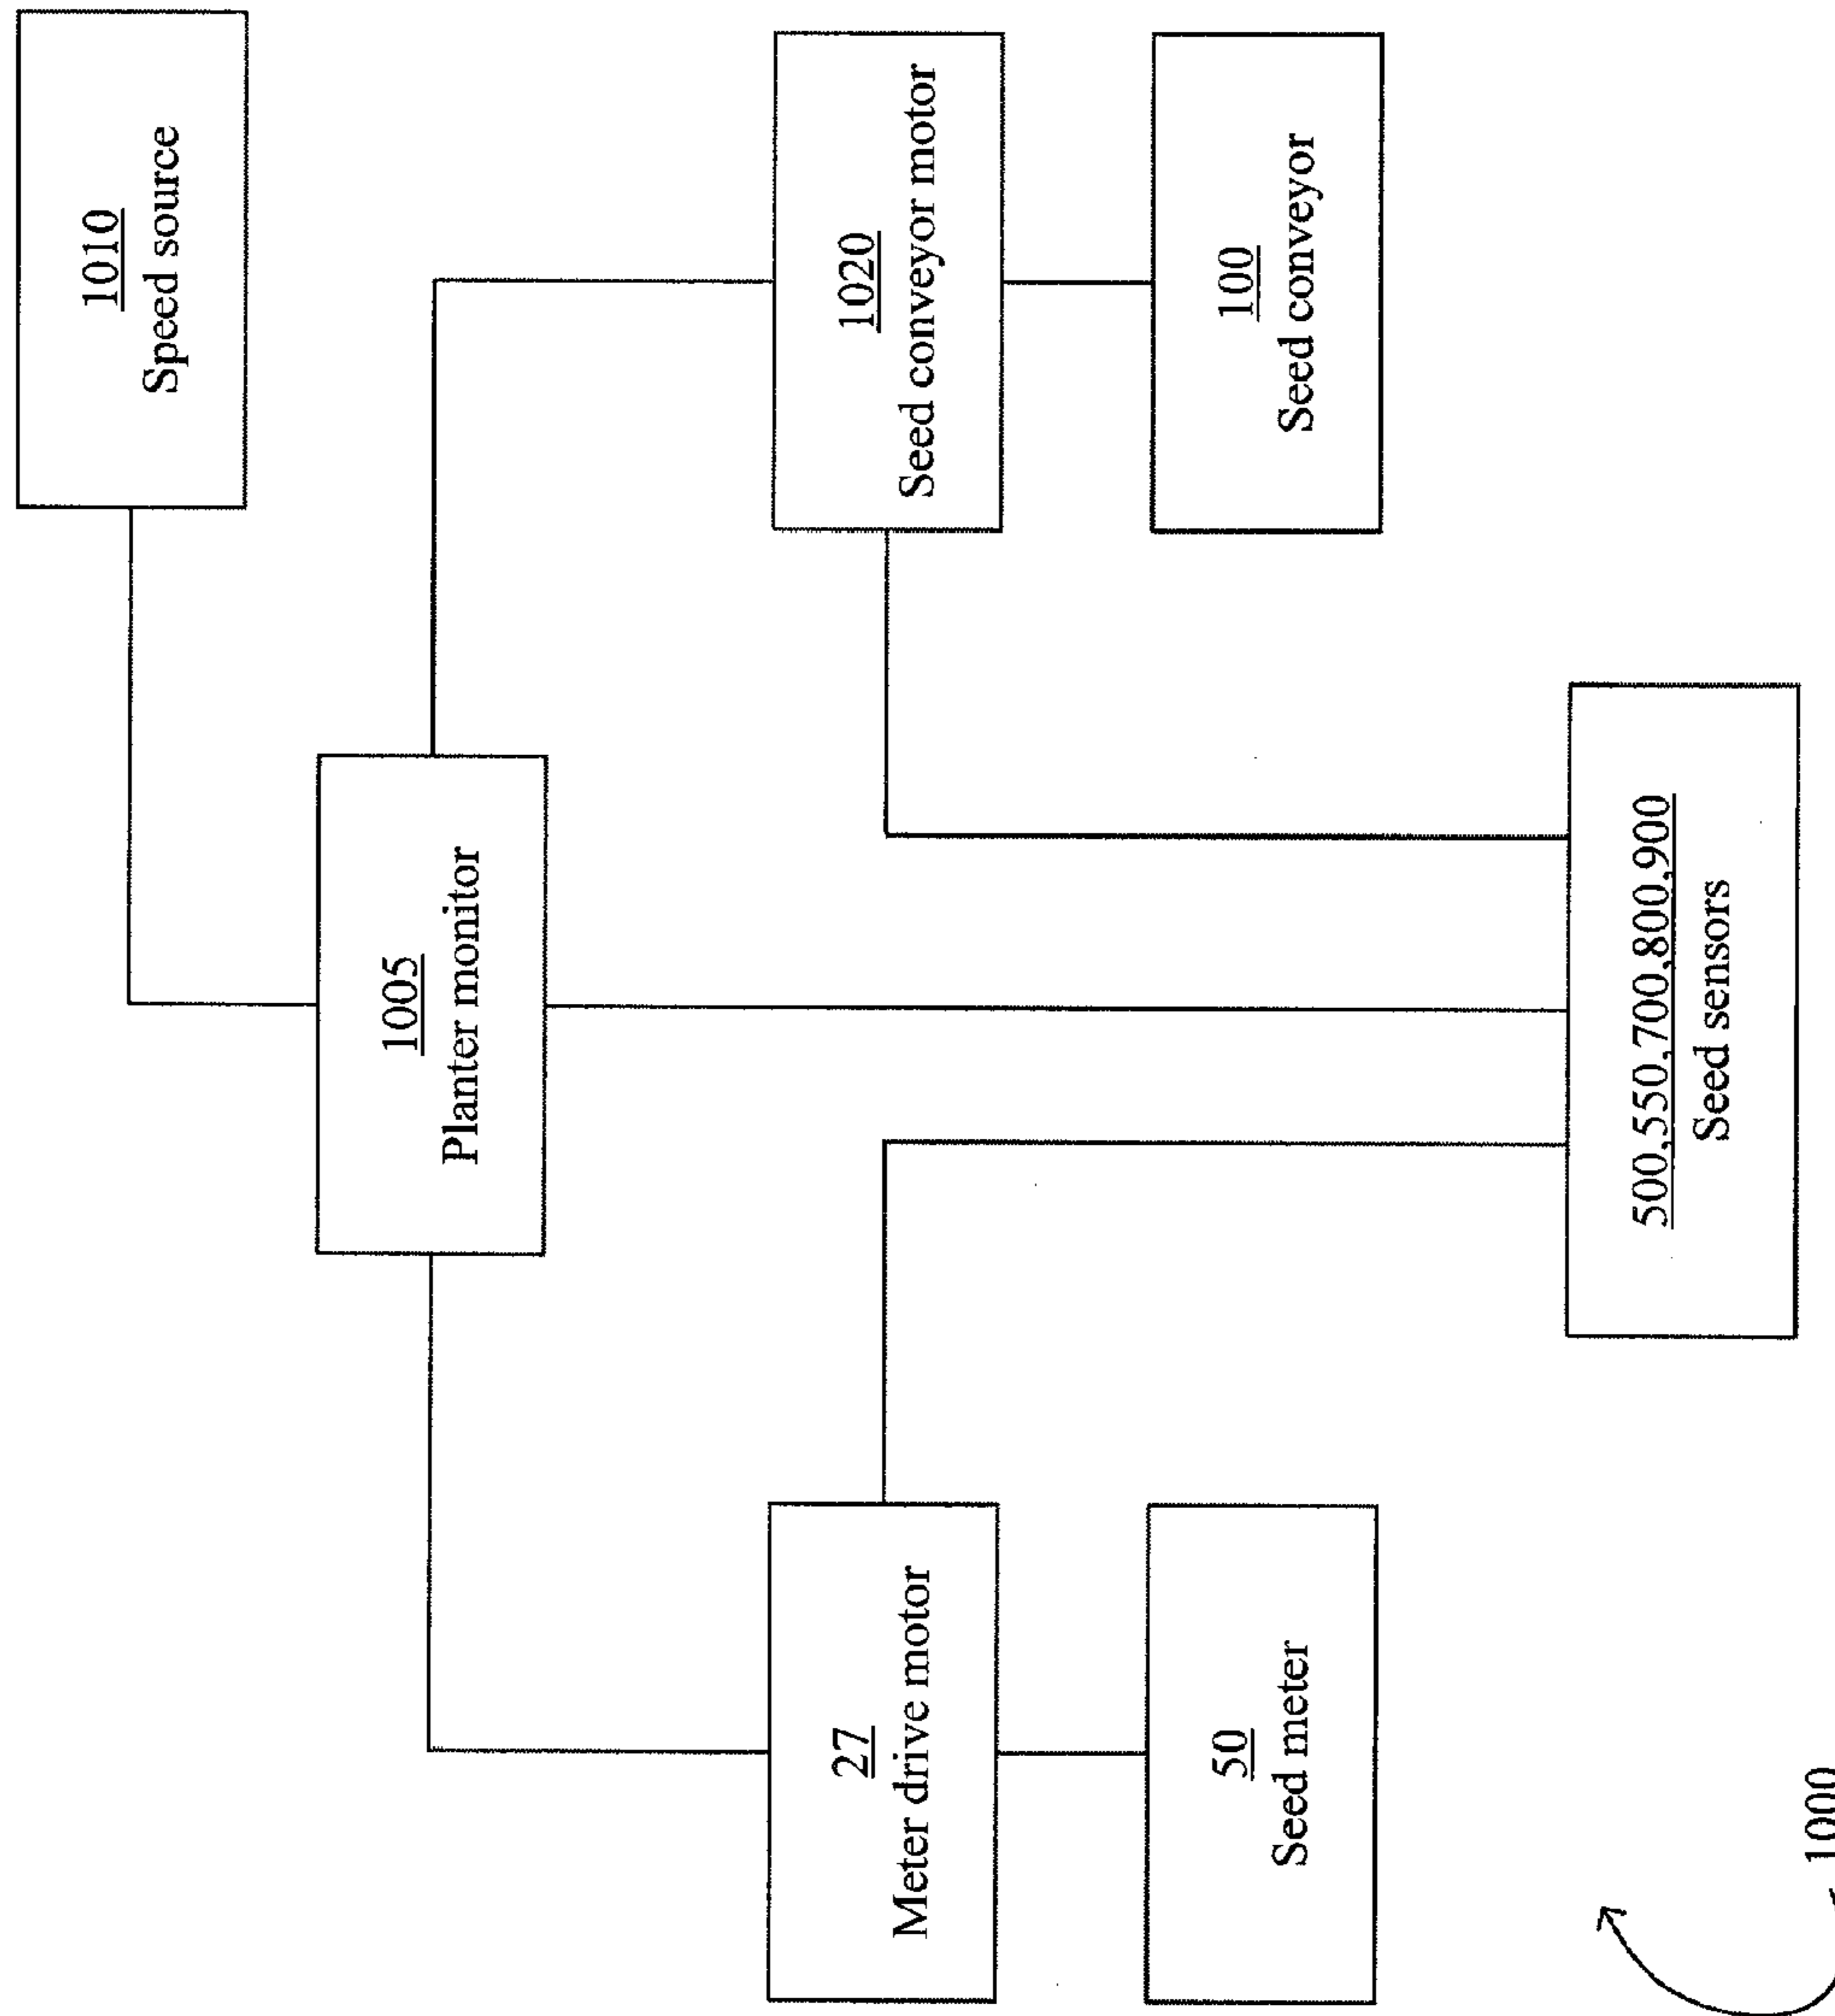 1010
Speed source
1005
Planter monitor
27
Meter drive motor
1020
Seed conveyor motor
50
Seed meter
100
Seed conveyor
500,550,700,800,900
Seed sensors
1000